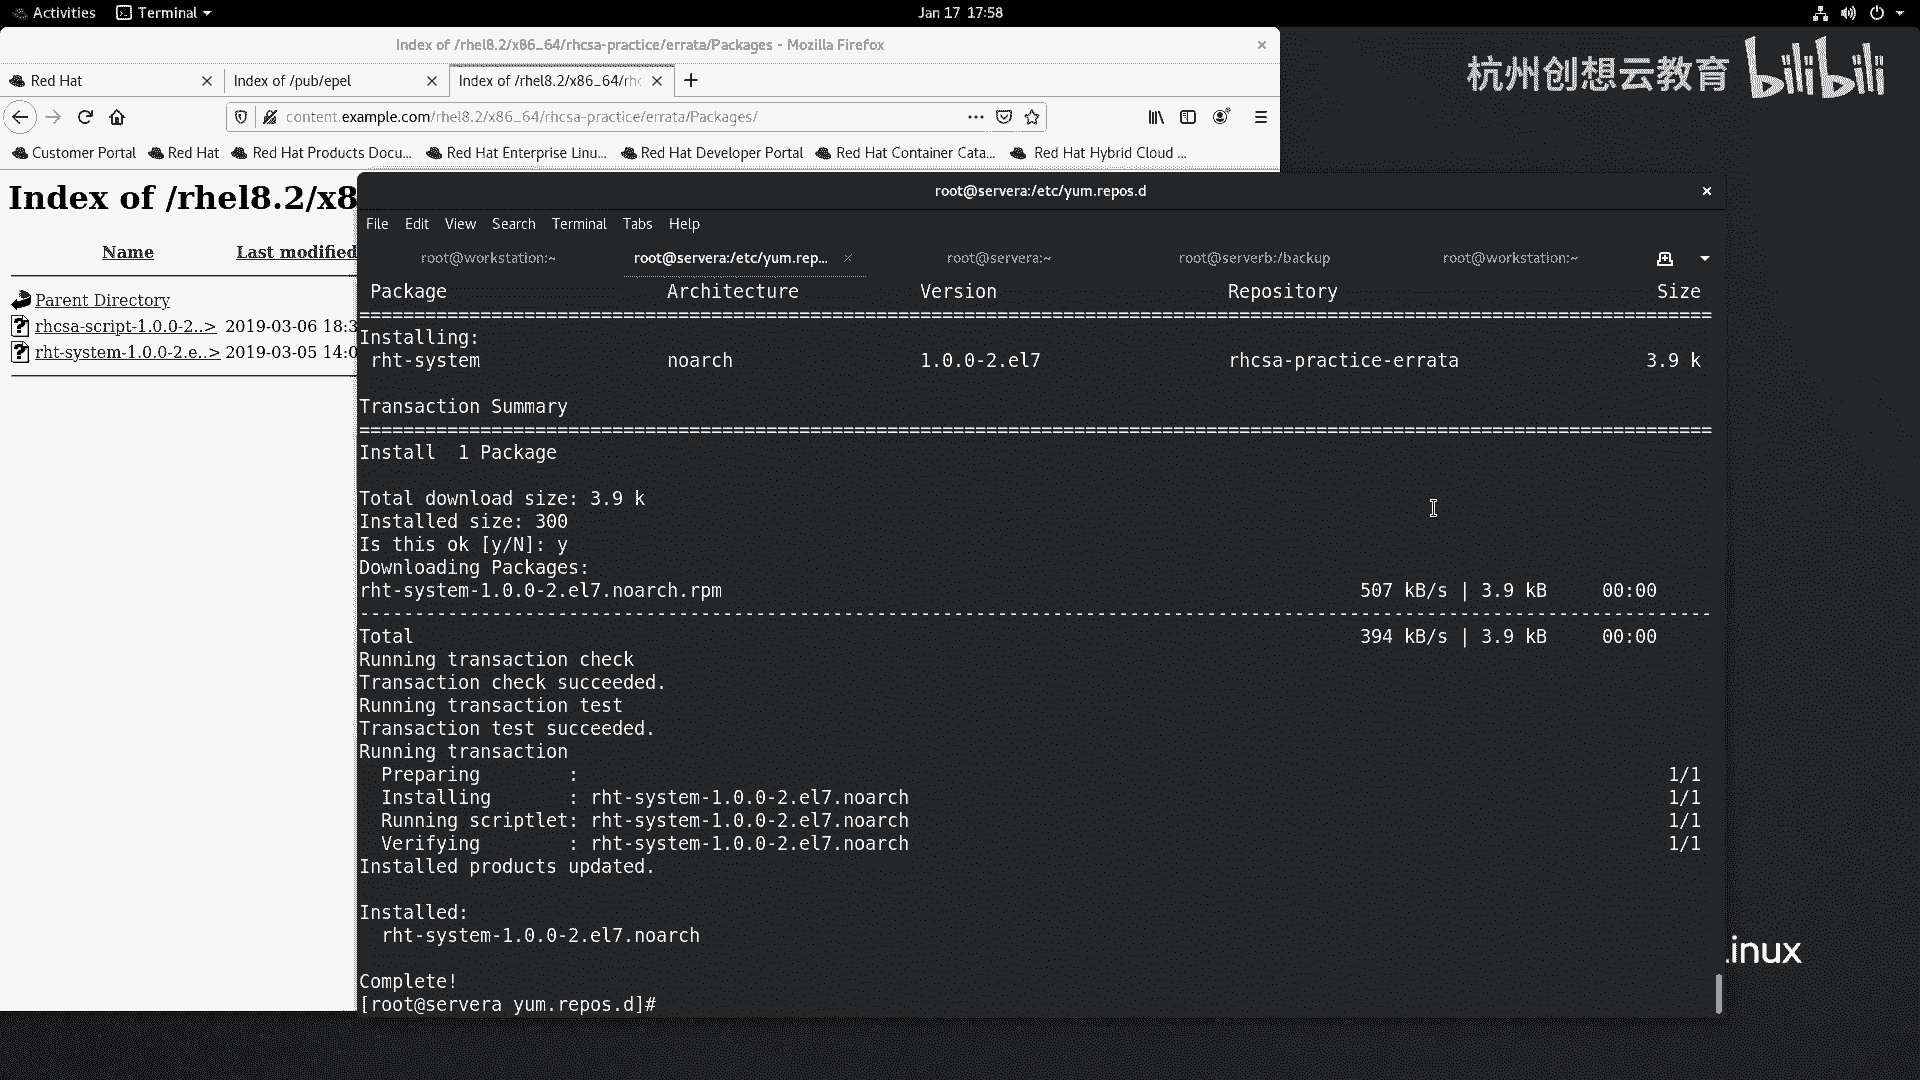 Activities Terminal Jan 17 17:58
Index of /rhel8.2/x86_64/rhcsa-practice/errata/Packages - Mozilla Firefox
杭州创想云教育 bilibili
Red Hat Index of /pub/epel Index of /rhel8.2/x86_64/rh
content.example.com/rhel8.2/x86_64/rhcsa-practice/errata/Packages/
Customer Portal Red Hat Red Hat Products Docu... Red Hat Enterprise Linu... Red Hat Developer Portal Red Hat Container Cata... Red Hat Hybrid Cloud ...
Index of /rhel8.2/x8
Name Last modified
Parent Directory
rhcsa-script-1.0.0-2..> 2019-03-06 18:3
rht-system-1.0.0-2.e..> 2019-03-05 14:0
root@servera:/etc/yum.repos.d
File Edit View Search Terminal Tabs Help
root@workstation:~ root@servera:/etc/yum.rep... root@servera:~ root@serverb:/backup root@workstation:~
Package Architecture Version Repository Size
================================================================================
Installing:
rht-system noarch 1.0.0-2.el7 rhcsa-practice-errata 3.9 k
Transaction Summary
================================================================================
Install 1 Package
Total download size: 3.9 k
Installed size: 300
Is this ok [y/N]: y
Downloading Packages:
rht-system-1.0.0-2.el7.noarch.rpm 507 kB/s | 3.9 kB 00:00
--------------------------------------------------------------------------------
Total 394 kB/s | 3.9 kB 00:00
Running transaction check
Transaction check succeeded.
Running transaction test
Transaction test succeeded.
Running transaction
Preparing : 1/1
Installing : rht-system-1.0.0-2.el7.noarch 1/1
Running scriptlet: rht-system-1.0.0-2.el7.noarch 1/1
Verifying : rht-system-1.0.0-2.el7.noarch 1/1
Installed products updated.
Installed:
rht-system-1.0.0-2.el7.noarch
Complete!
[root@servera yum.repos.d]#
inux